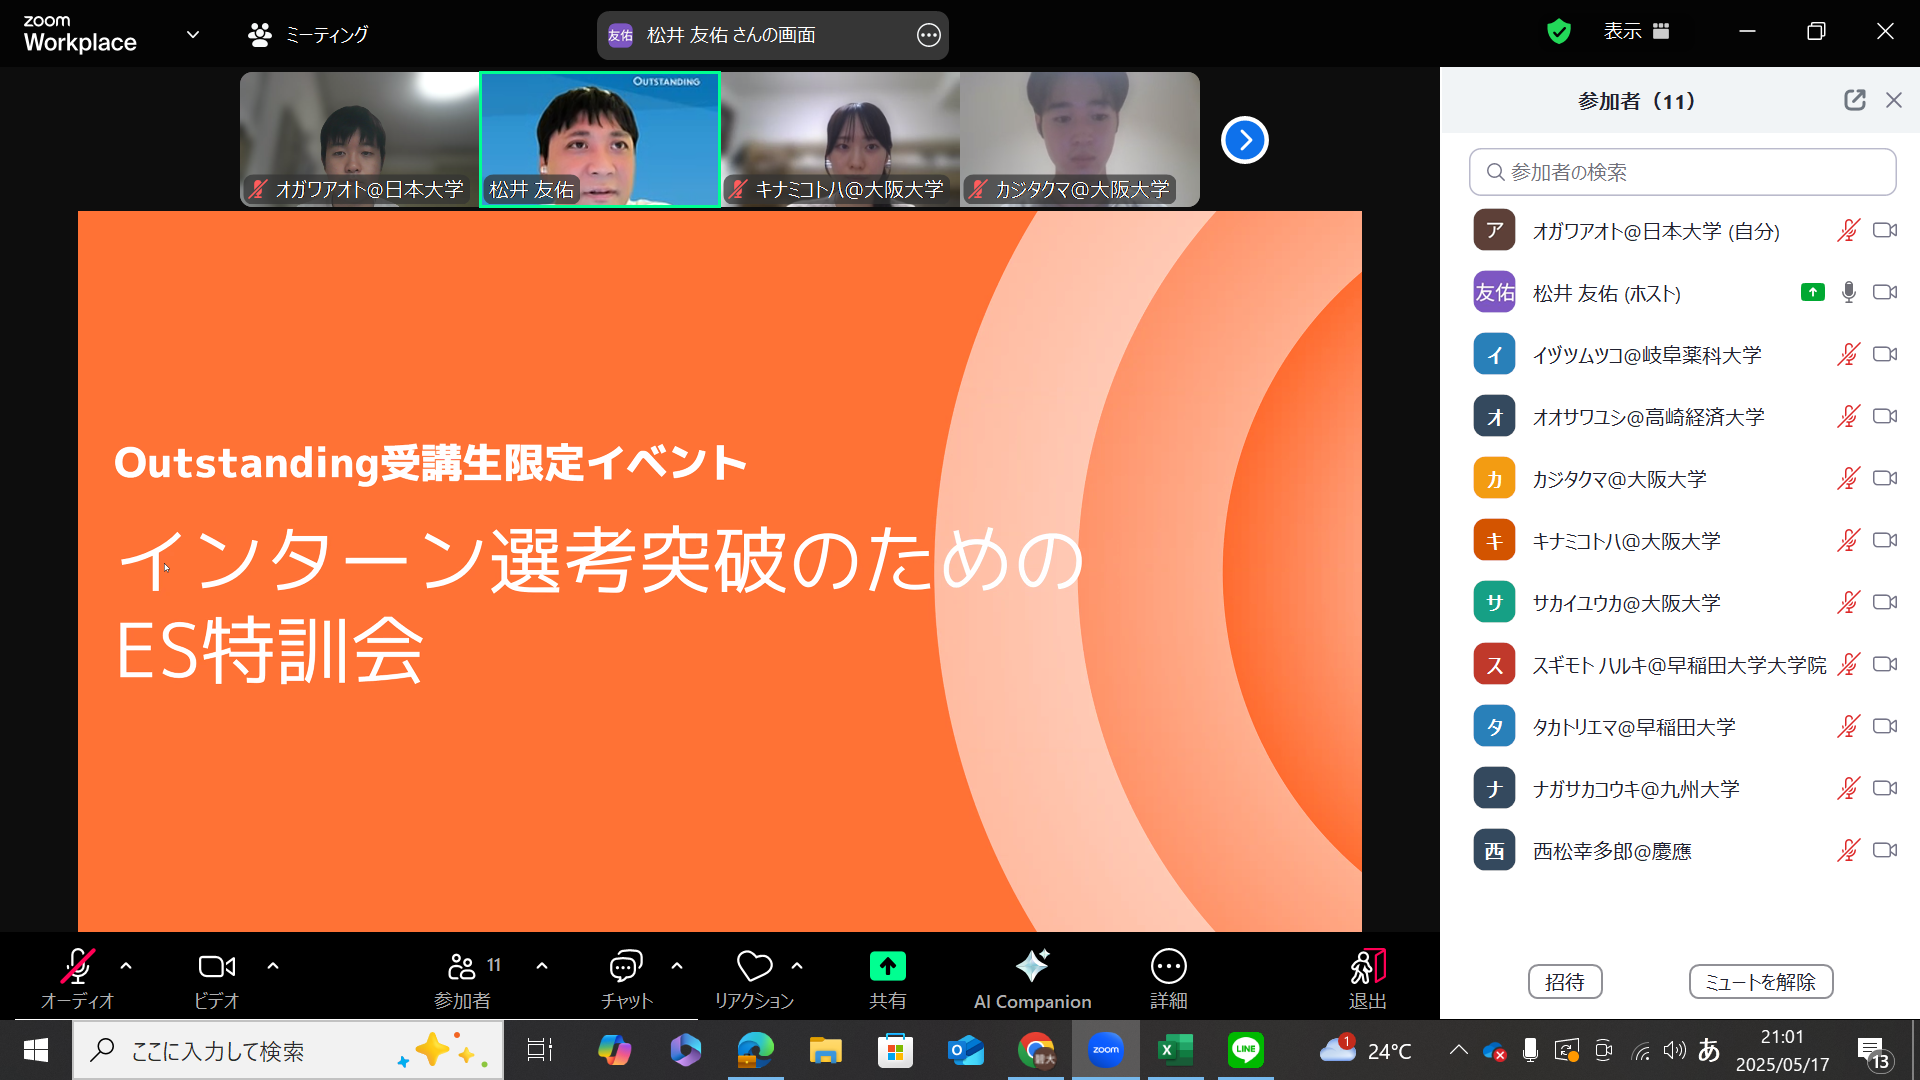 zoom
Workplace
ミーティング
友佑 松井 友佑 さんの画面
表示
OUTSTANDING
オガワアオト@日本大学
松井 友佑
キナミコトハ@大阪大学
カジタクマ@大阪大学
Outstanding受講生限定イベント
インターン選考突破のための
ES特訓会
参加者（11）
参加者の検索
ア オガワアオト@日本大学 (自分)
友佑 松井 友佑 (ホスト)
イ イヅツムツコ@岐阜薬科大学
オ オオサワユシ@高崎経済大学
カ カジタクマ@大阪大学
キ キナミコトハ@大阪大学
サ サカイユウカ@大阪大学
ス スギモト ハルキ@早稲田大学大学院
タ タカトリエマ@早稲田大学
ナ ナガサカコウキ@九州大学
西 西松幸多郎@慶應
招待
ミュートを解除
オーディオ
ビデオ
11
参加者
チャット
リアクション
共有
AI Companion
詳細
退出
ここに入力して検索
碧大
zoom
LINE
1
24°C
あ
21:01
2025/05/17
13